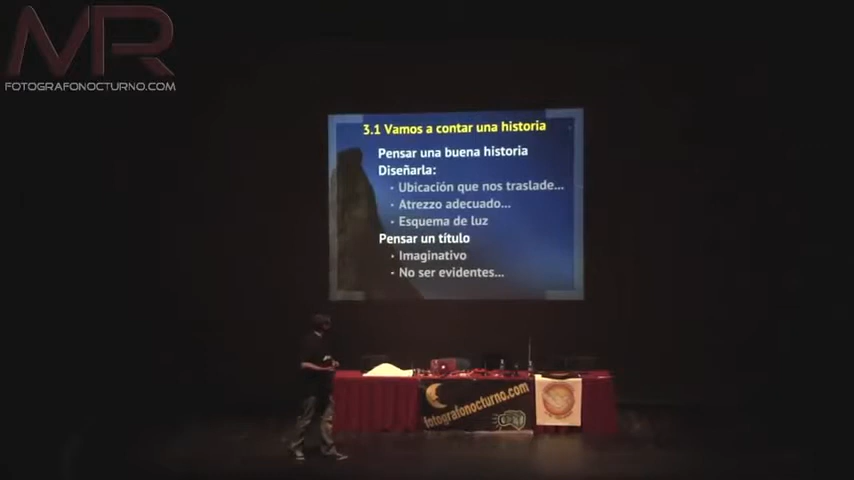 MR
FOTOGRAFONOCTURNO.COM
3.1 Vamos a contar una historia
Pensar una buena historia
Diseñarla:
· Ubicación que nos traslade...
· Atrezzo adecuado...
· Esquema de luz
Pensar un título
· Imaginativo
· No ser evidentes...
fotografonocturno.com